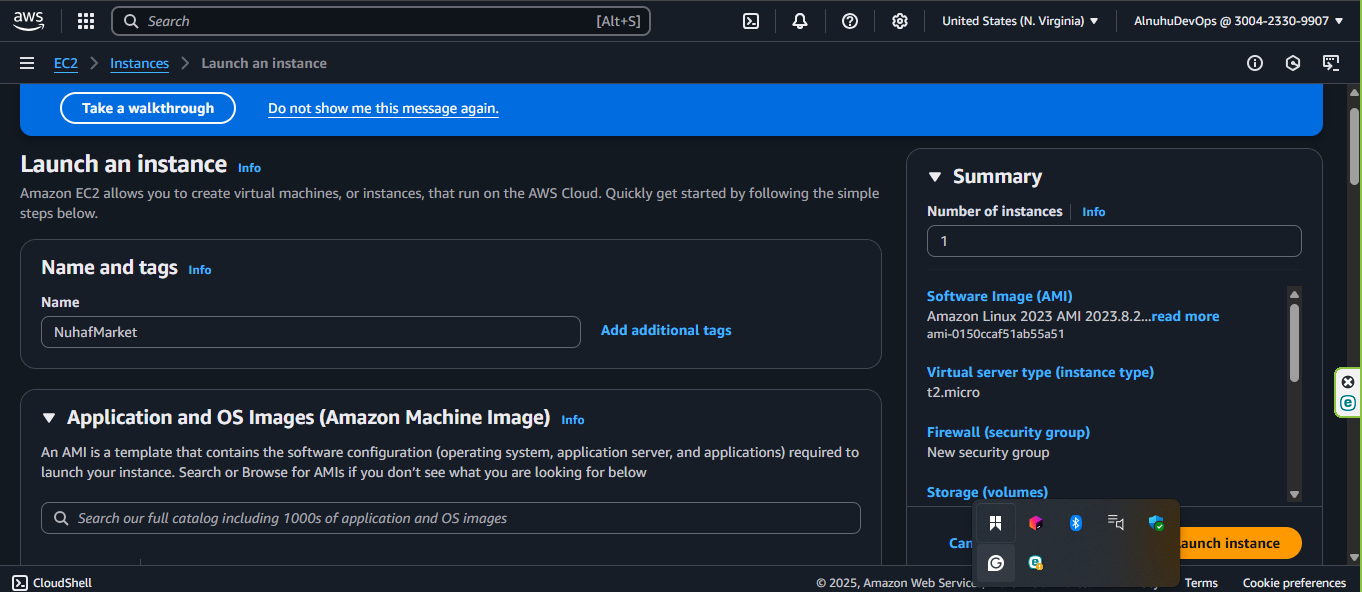 aws
Search [Alt+S]
United States (N. Virginia)
AlnuhuDevOps @ 3004-2330-9907
EC2
Instances
Launch an instance
Take a walkthrough
Do not show me this message again.
Launch an instance Info
Amazon EC2 allows you to create virtual machines, or instances, that run on the AWS Cloud. Quickly get started by following the simple
steps below.
Name and tags Info
Name
NuhafMarket
Add additional tags
Application and OS Images (Amazon Machine Image) Info
An AMI is a template that contains the software configuration (operating system, application server, and applications) required to
launch your instance. Search or Browse for AMIs if you don’t see what you are looking for below
Search our full catalog including 1000s of application and OS images
Summary
Number of instances Info
1
Software Image (AMI)
Amazon Linux 2023 AMI 2023.8.2...read more
ami-0150ccaf51ab55a51
Virtual server type (instance type)
t2.micro
Firewall (security group)
New security group
Storage (volumes)
instance
CloudShell
© 2025, Amazon Web
Terms
Cookie preferences